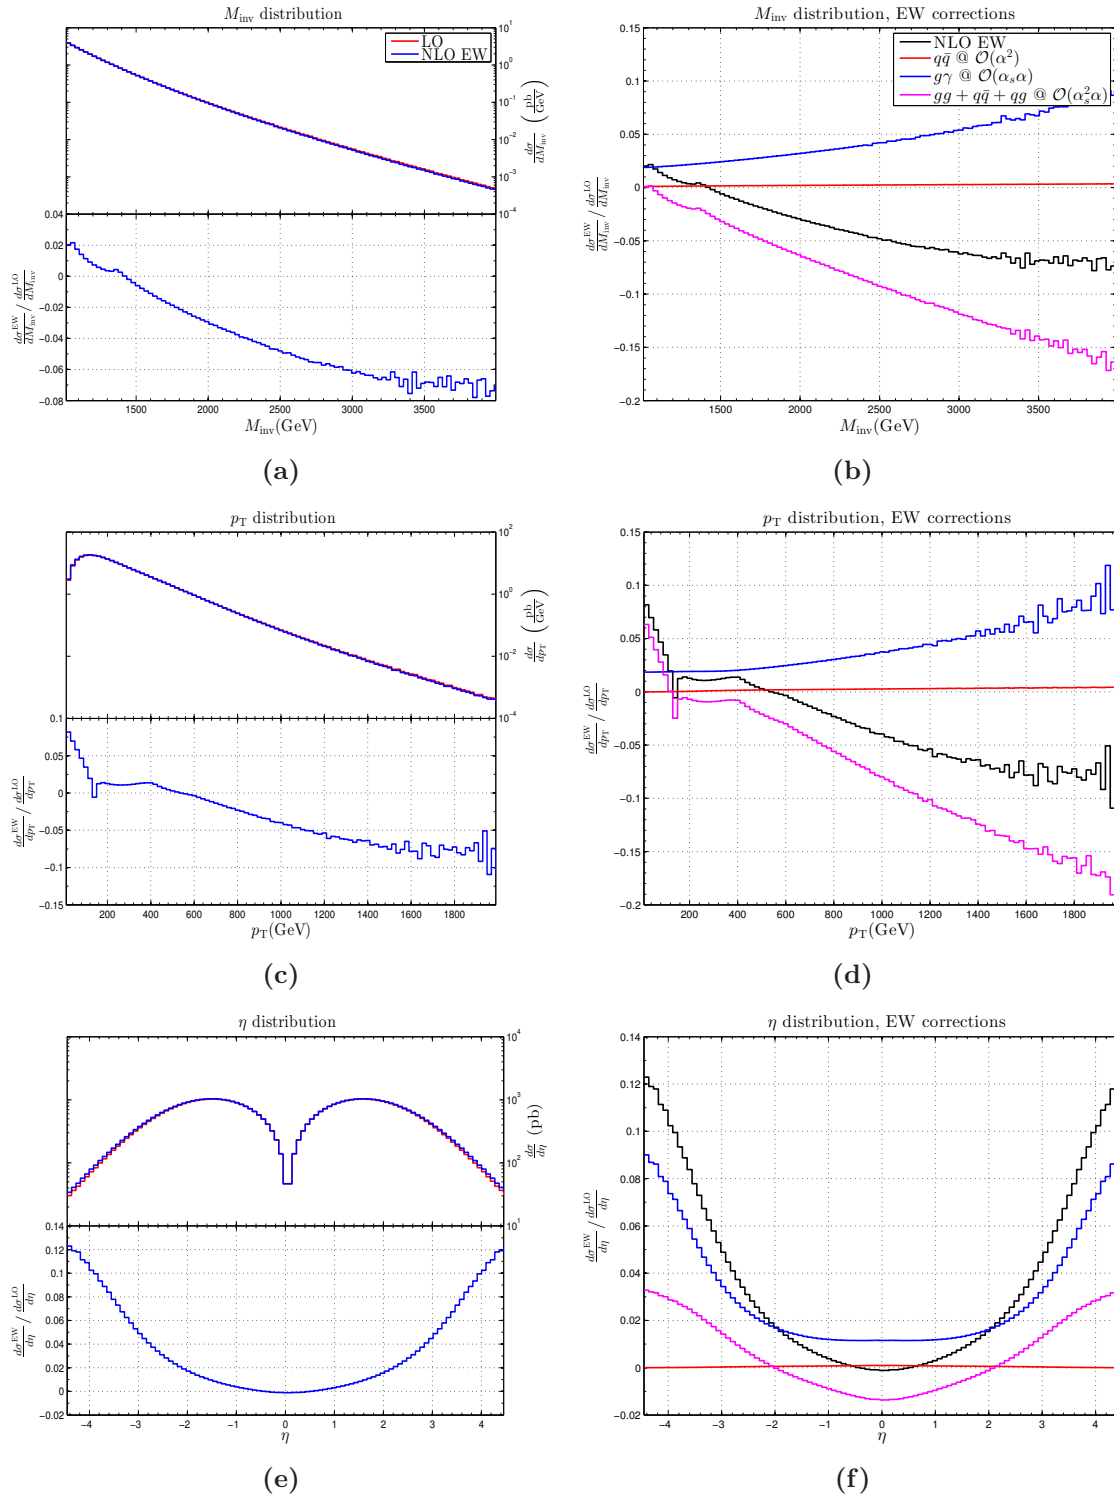 M_inv distribution
LO
NLO EW
10^1
10^0
10^-1
10^-2
10^-3
10^-4
dσ/dM_inv (pb/GeV)
0.04
0.02
0
−0.02
−0.04
−0.06
−0.08
dσ^EW/dM_inv / dσ^LO/dM_inv
1500 2000 2500 3000 3500
M_inv(GeV)
(a)
M_inv distribution, EW corrections
NLO EW
qq̄ @ O(α^2)
gγ @ O(α_sα)
gg + qq̄ + qg @ O(α_s^2α)
0.15
0.1
0.05
0
−0.05
−0.1
−0.15
−0.2
dσ^EW/dM_inv / dσ^LO/dM_inv
1500 2000 2500 3000 3500
M_inv(GeV)
(b)
p_T distribution
10^2
10^0
10^-2
10^-4
dσ/dp_T (pb/GeV)
0.1
0.05
0
−0.05
−0.1
−0.15
dσ^EW/dp_T / dσ^LO/dp_T
200 400 600 800 1000 1200 1400 1600 1800
p_T(GeV)
(c)
p_T distribution, EW corrections
0.15
0.1
0.05
0
−0.05
−0.1
−0.15
−0.2
dσ^EW/dp_T / dσ^LO/dp_T
200 400 600 800 1000 1200 1400 1600 1800
p_T(GeV)
(d)
η distribution
10^4
10^3
10^2
10^1
dσ/dη (pb)
0.14
0.12
0.1
0.08
0.06
0.04
0.02
0
−0.02
dσ^EW/dη / dσ^LO/dη
−4 −3 −2 −1 0 1 2 3 4
η
(e)
η distribution, EW corrections
0.14
0.12
0.1
0.08
0.06
0.04
0.02
0
−0.02
dσ^EW/dη / dσ^LO/dη
−4 −3 −2 −1 0 1 2 3 4
η
(f)